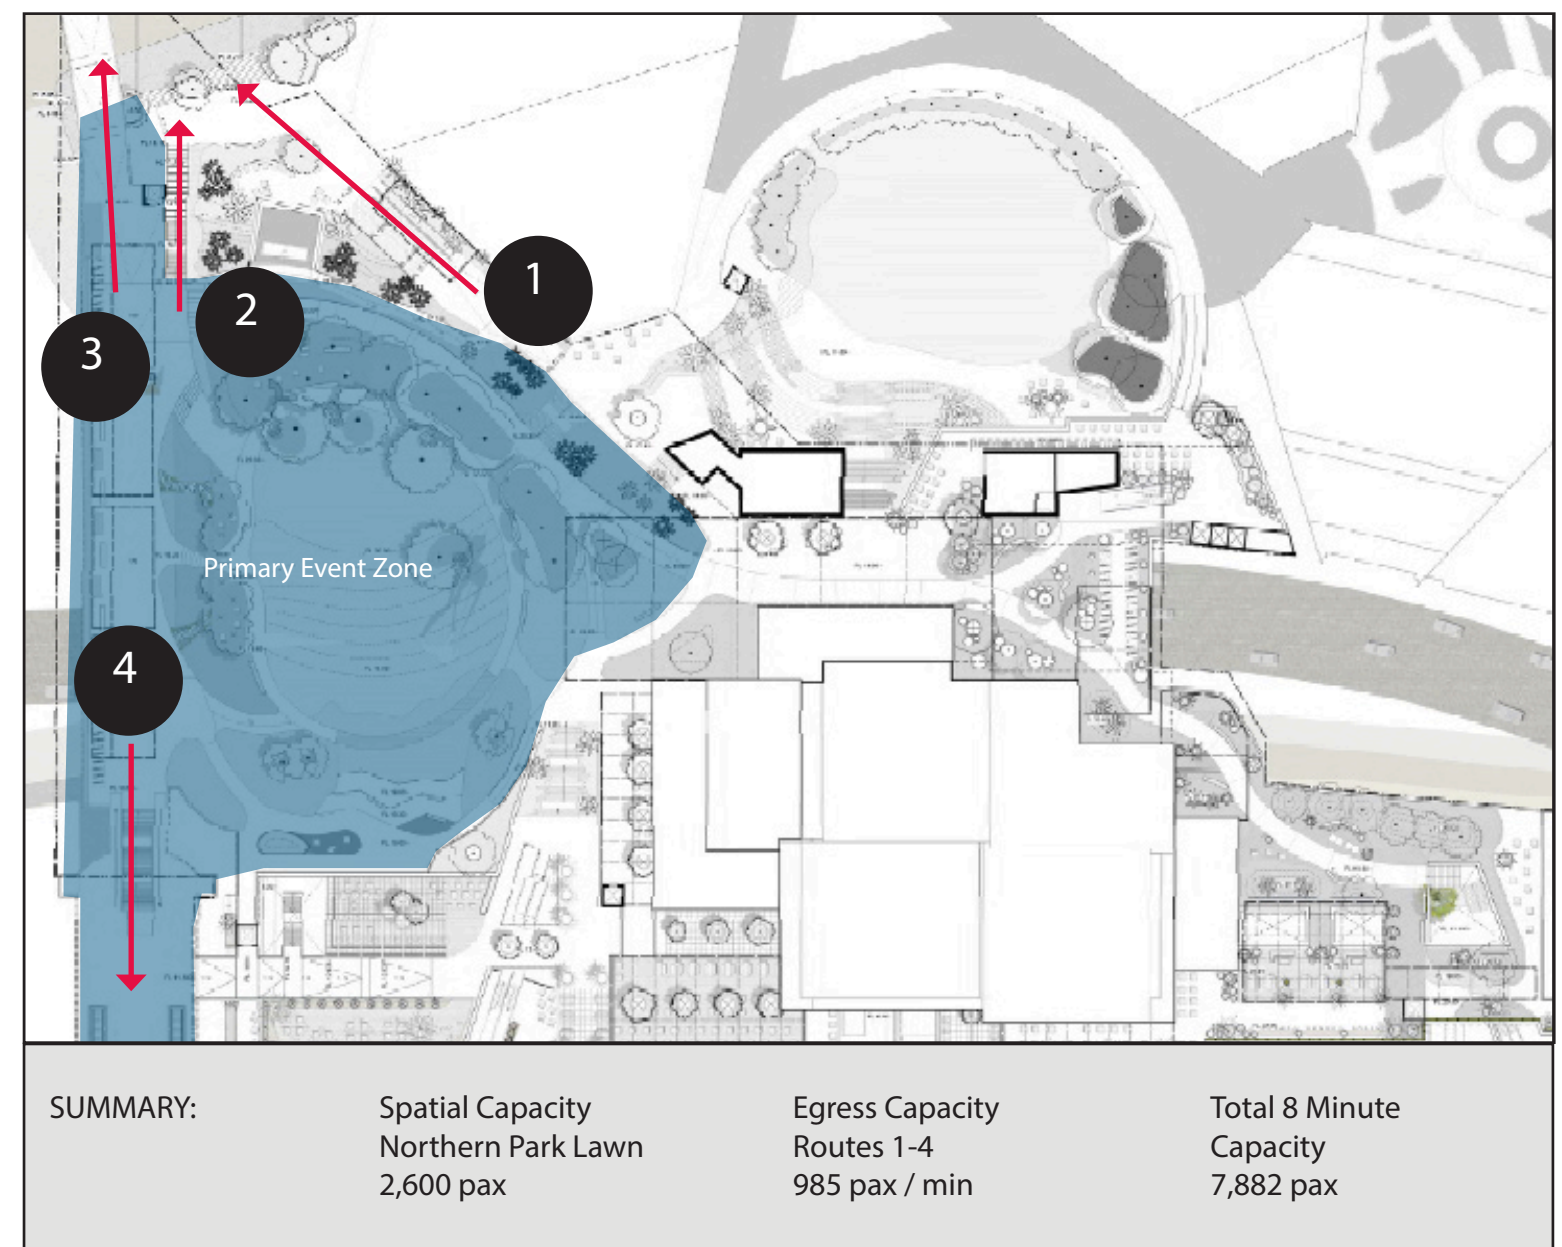 1
2
3
Primary Event Zone
4
SUMMARY:
Spatial Capacity
Northern Park Lawn
2,600 pax
Egress Capacity
Routes 1-4
985 pax / min
Total 8 Minute
Capacity
7,882 pax